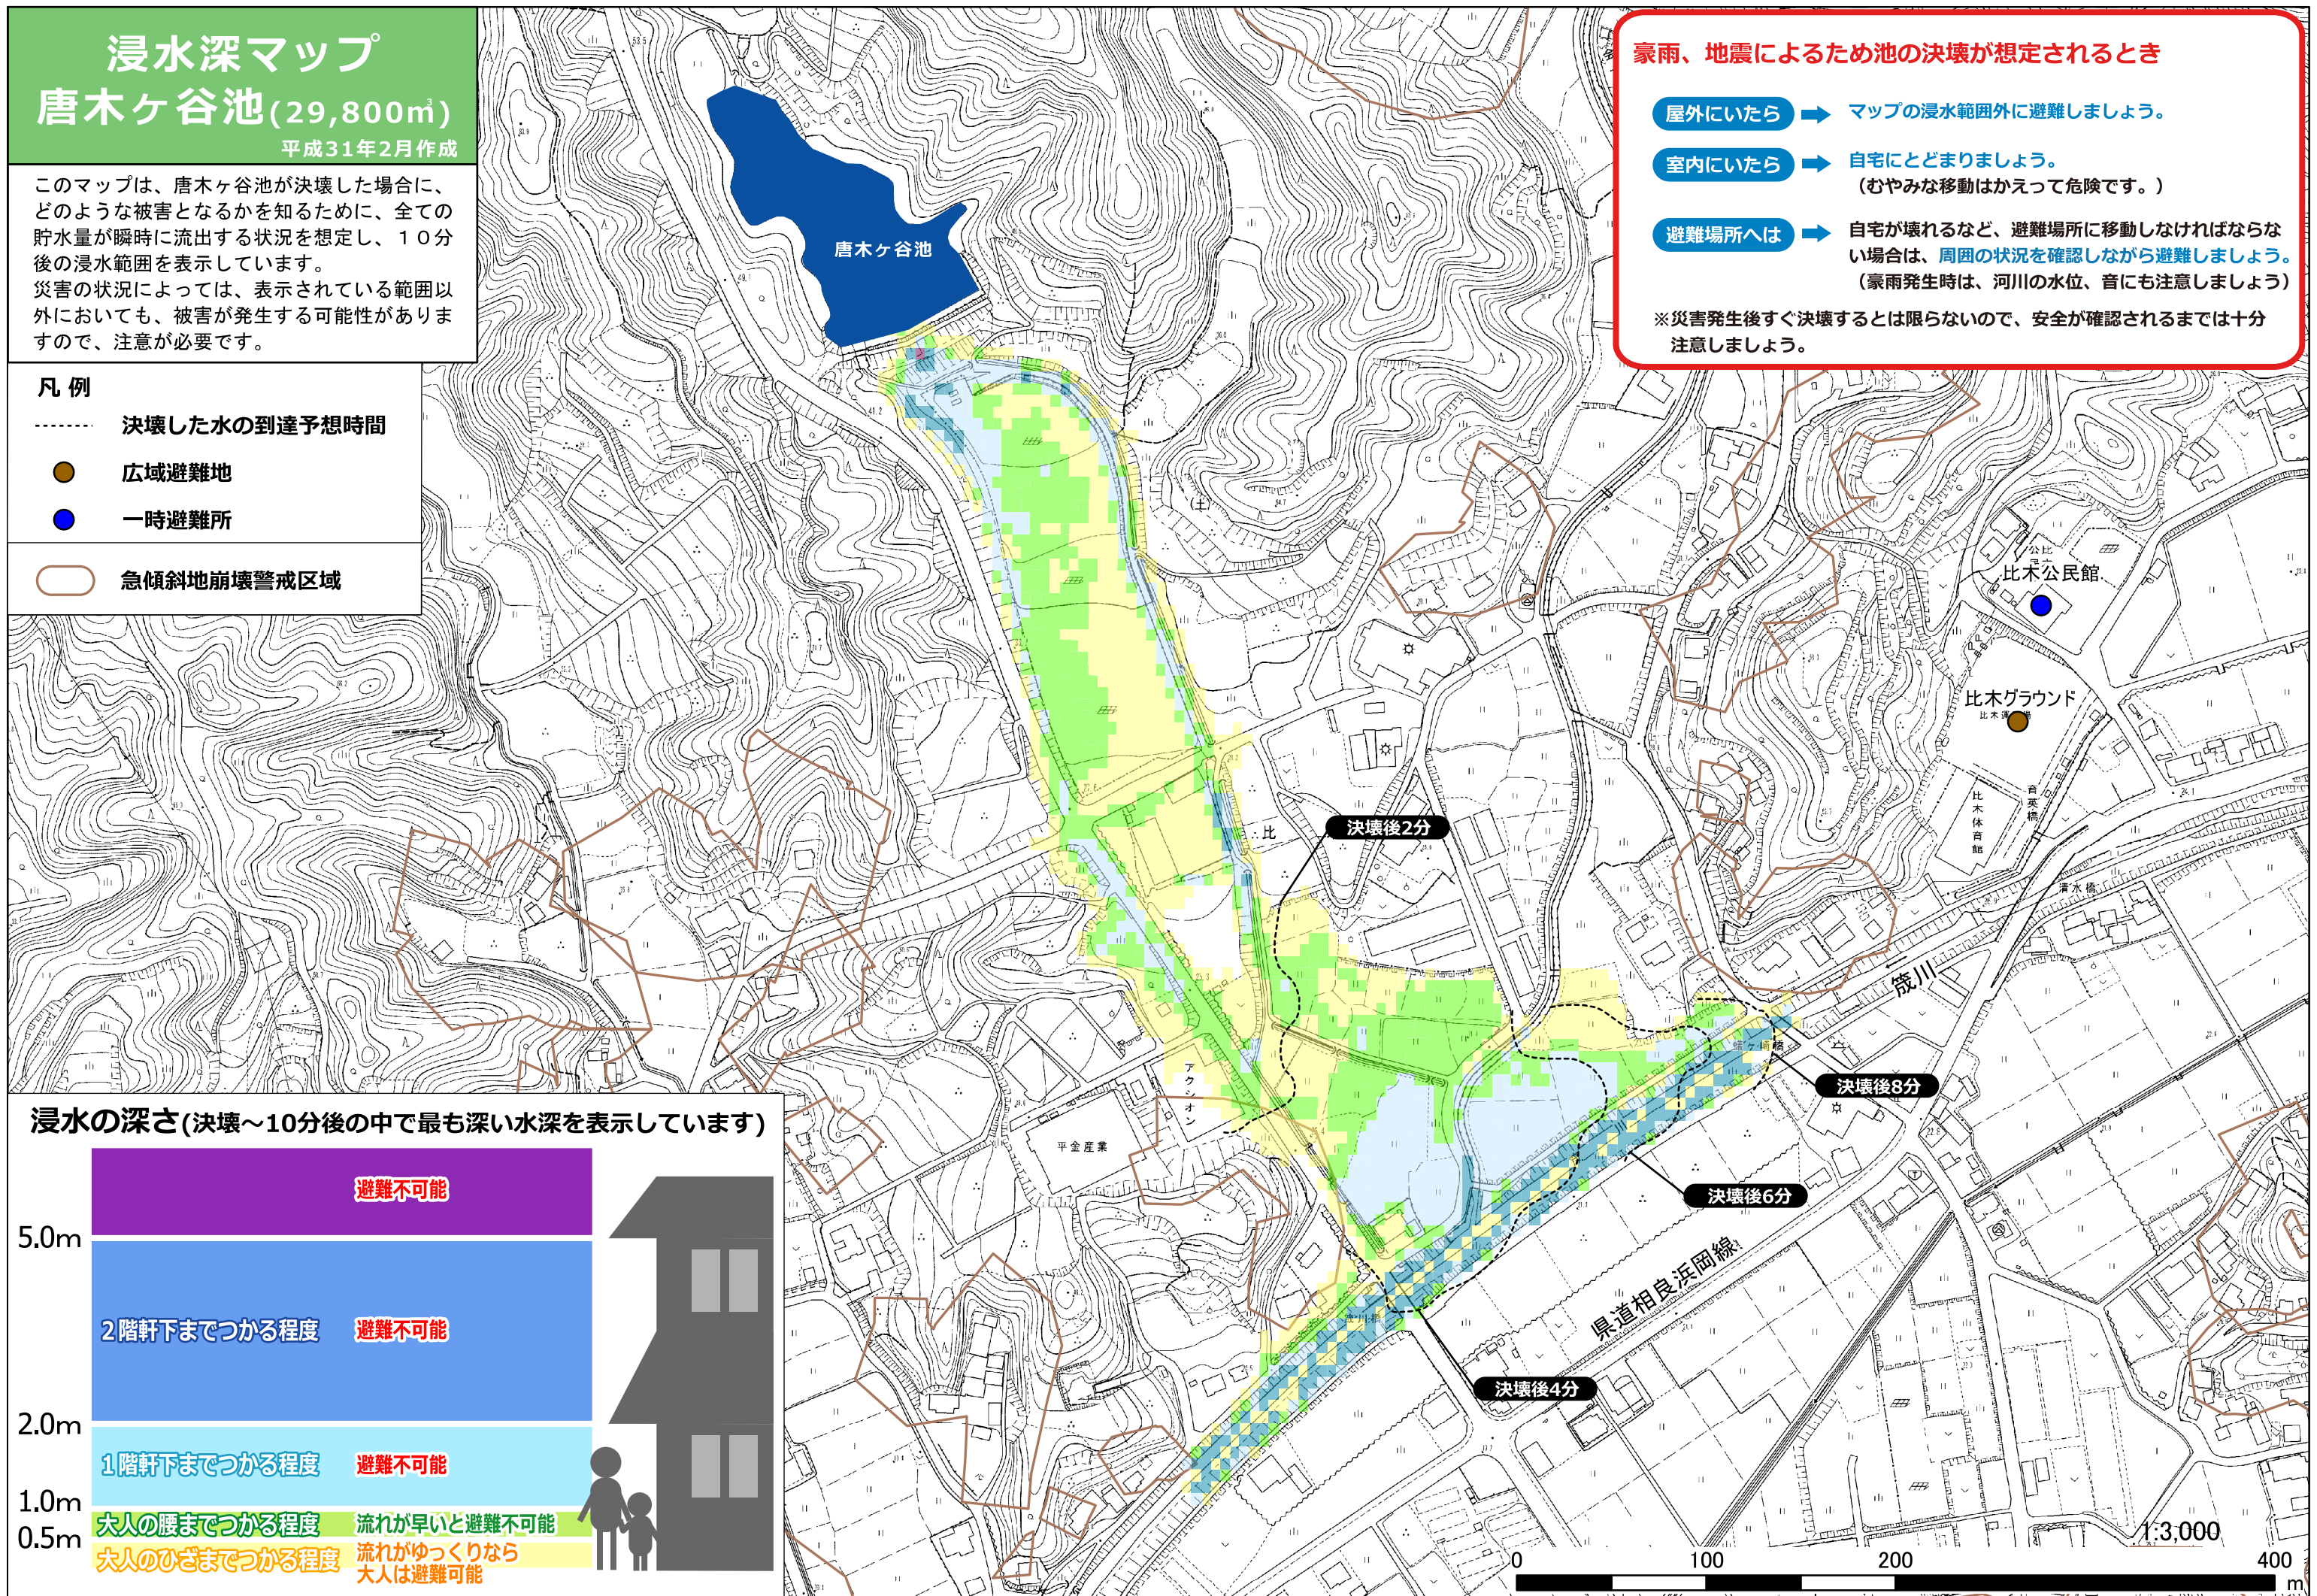 浸水深マップ
唐木ヶ谷池(29,800㎥)
平成31年2月作成
このマップは、唐木ヶ谷池が決壊した場合に、
どのような被害となるかを知るために、全ての
貯水量が瞬時に流出する状況を想定し、１０分
後の浸水範囲を表示しています。
災害の状況によっては、表示されている範囲以
外においても、被害が発生する可能性がありま
すので、注意が必要です。
凡 例
決壊した水の到達予想時間
広域避難地
一時避難所
急傾斜地崩壊警戒区域
豪雨、地震によるため池の決壊が想定されるとき
屋外にいたら
マップの浸水範囲外に避難しましょう。
室内にいたら
自宅にとどまりましょう。
（むやみな移動はかえって危険です。）
避難場所へは
自宅が壊れるなど、避難場所に移動しなければならな
い場合は、周囲の状況を確認しながら避難しましょう。
（豪雨発生時は、河川の水位、音にも注意しましょう）
※災害発生後すぐ決壊するとは限らないので、安全が確認されるまでは十分
注意しましょう。
唐木ヶ谷池
比木公民館
比木グラウンド
比木体育館
育英橋
清水橋
比
決壊後2分
筬川
決壊後8分
アクシオン
平金産業
決壊後6分
県道相良浜岡線
決壊後4分
浸水の深さ(決壊～10分後の中で最も深い水深を表示しています)
避難不可能
5.0m
2階軒下までつかる程度 避難不可能
2.0m
1階軒下までつかる程度 避難不可能
1.0m
大人の腰までつかる程度 流れが早いと避難不可能
0.5m
大人のひざまでつかる程度 流れがゆっくりなら
大人は避難可能
1:3,000
0 100 200 400
m